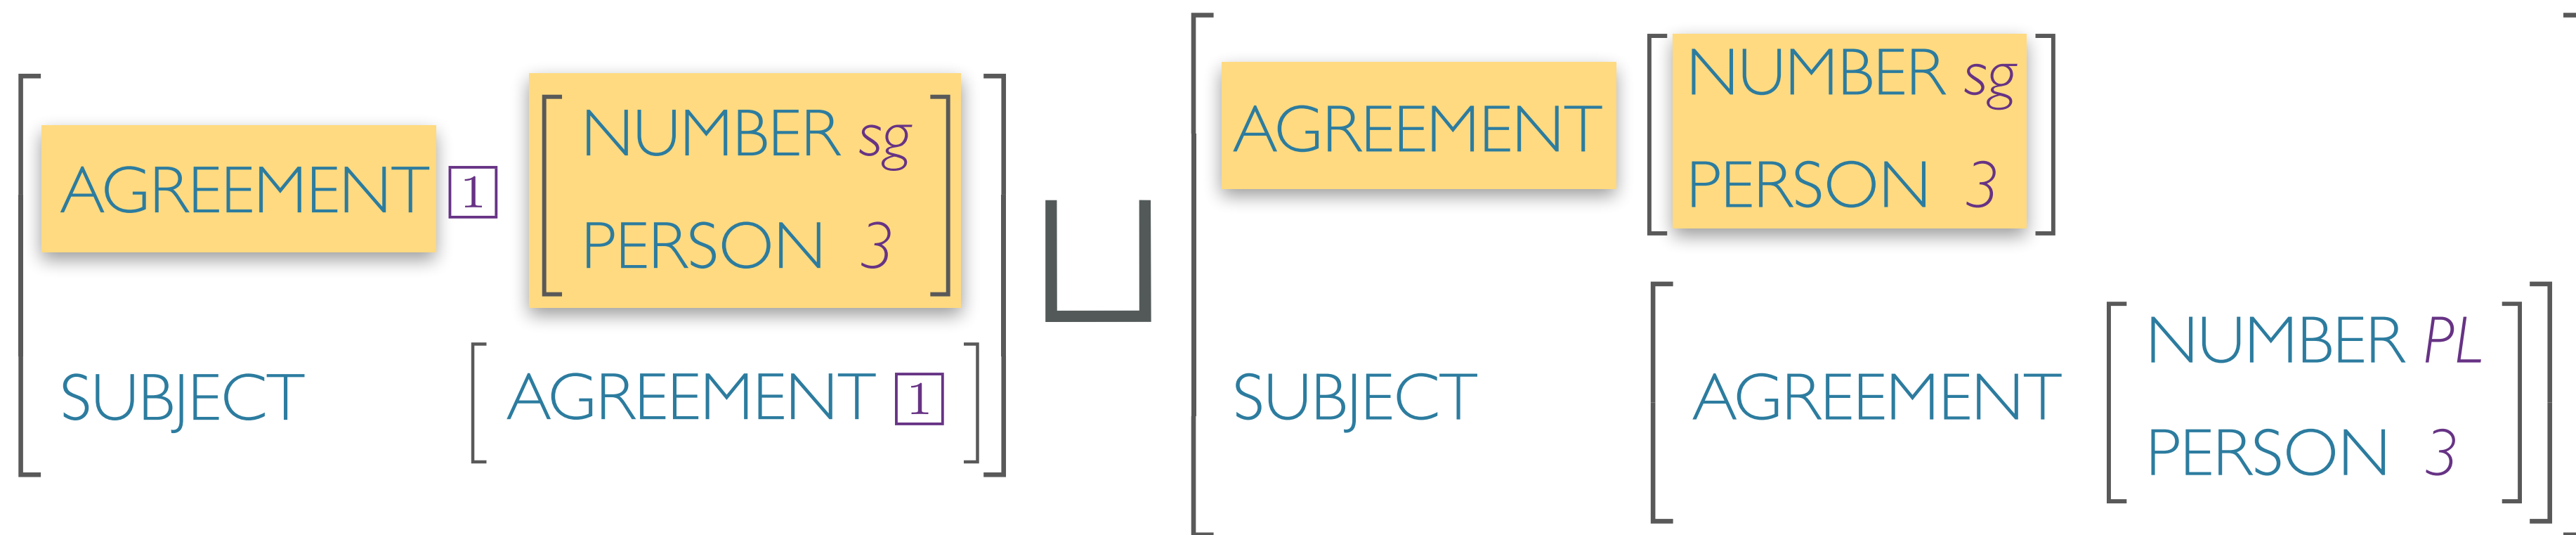 AGREEMENT 1 NUMBER sg
PERSON 3
SUBJECT AGREEMENT 1
⊔
AGREEMENT NUMBER sg
PERSON 3
SUBJECT AGREEMENT NUMBER PL
PERSON 3